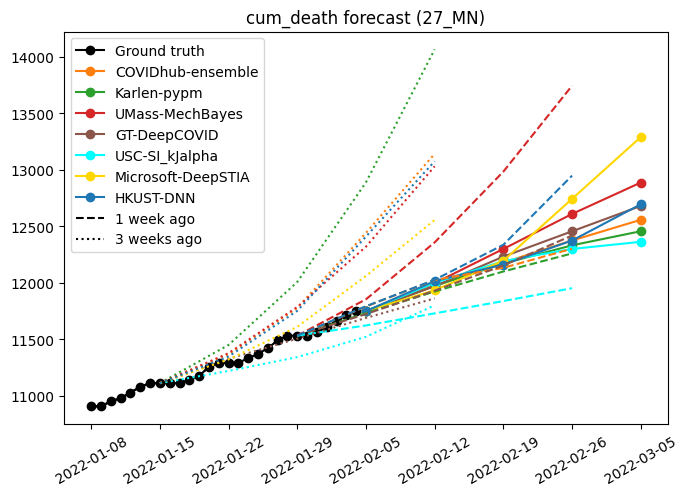 cum_death forecast (27_MN)
Ground truth
COVIDhub-ensemble
Karlen-pypm
UMass-MechBayes
GT-DeepCOVID
USC-SI_kJalpha
Microsoft-DeepSTIA
HKUST-DNN
1 week ago
3 weeks ago
14000
13500
13000
12500
12000
11500
11000
2022-01-08
2022-01-15
2022-01-22
2022-01-29
2022-02-05
2022-02-12
2022-02-19
2022-02-26
2022-03-05